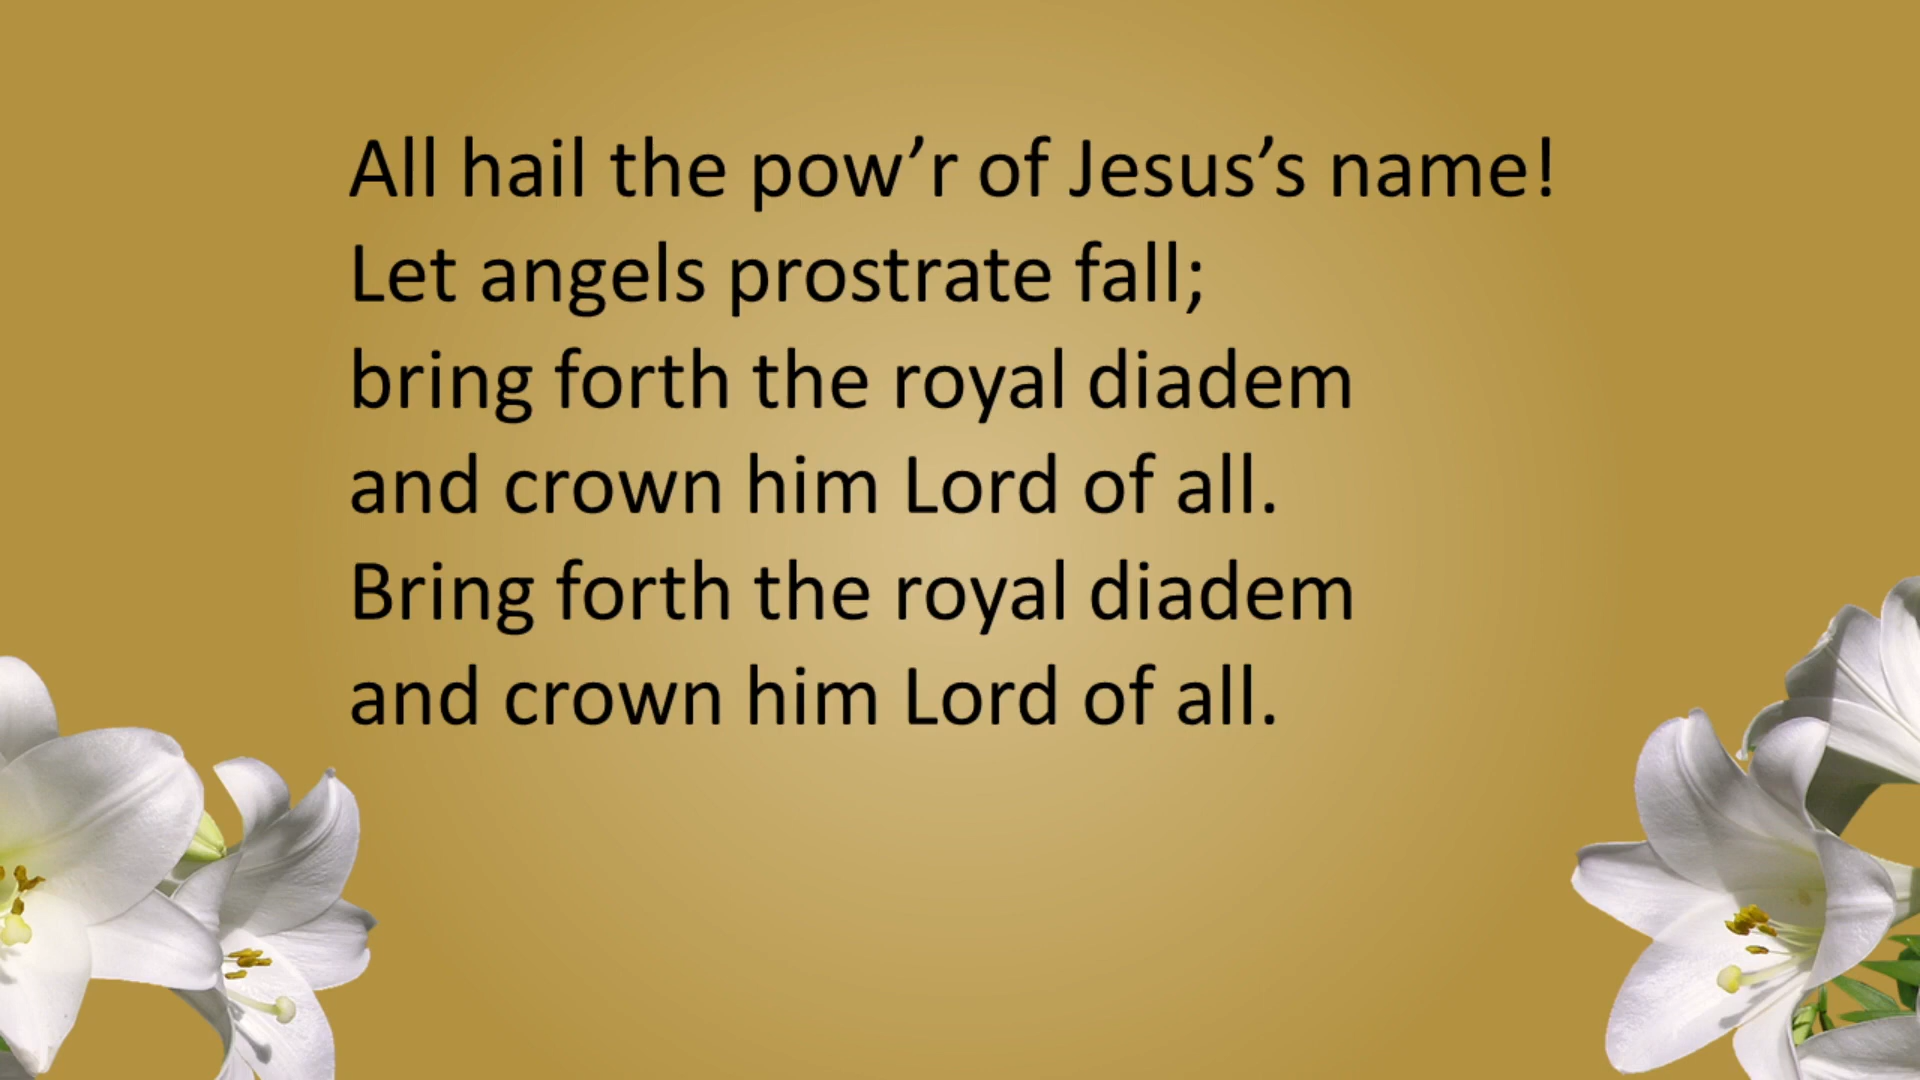 All hail the pow’r of Jesus’s name!
Let angels prostrate fall;
bring forth the royal diadem
and crown him Lord of all.
Bring forth the royal diadem
and crown him Lord of all.